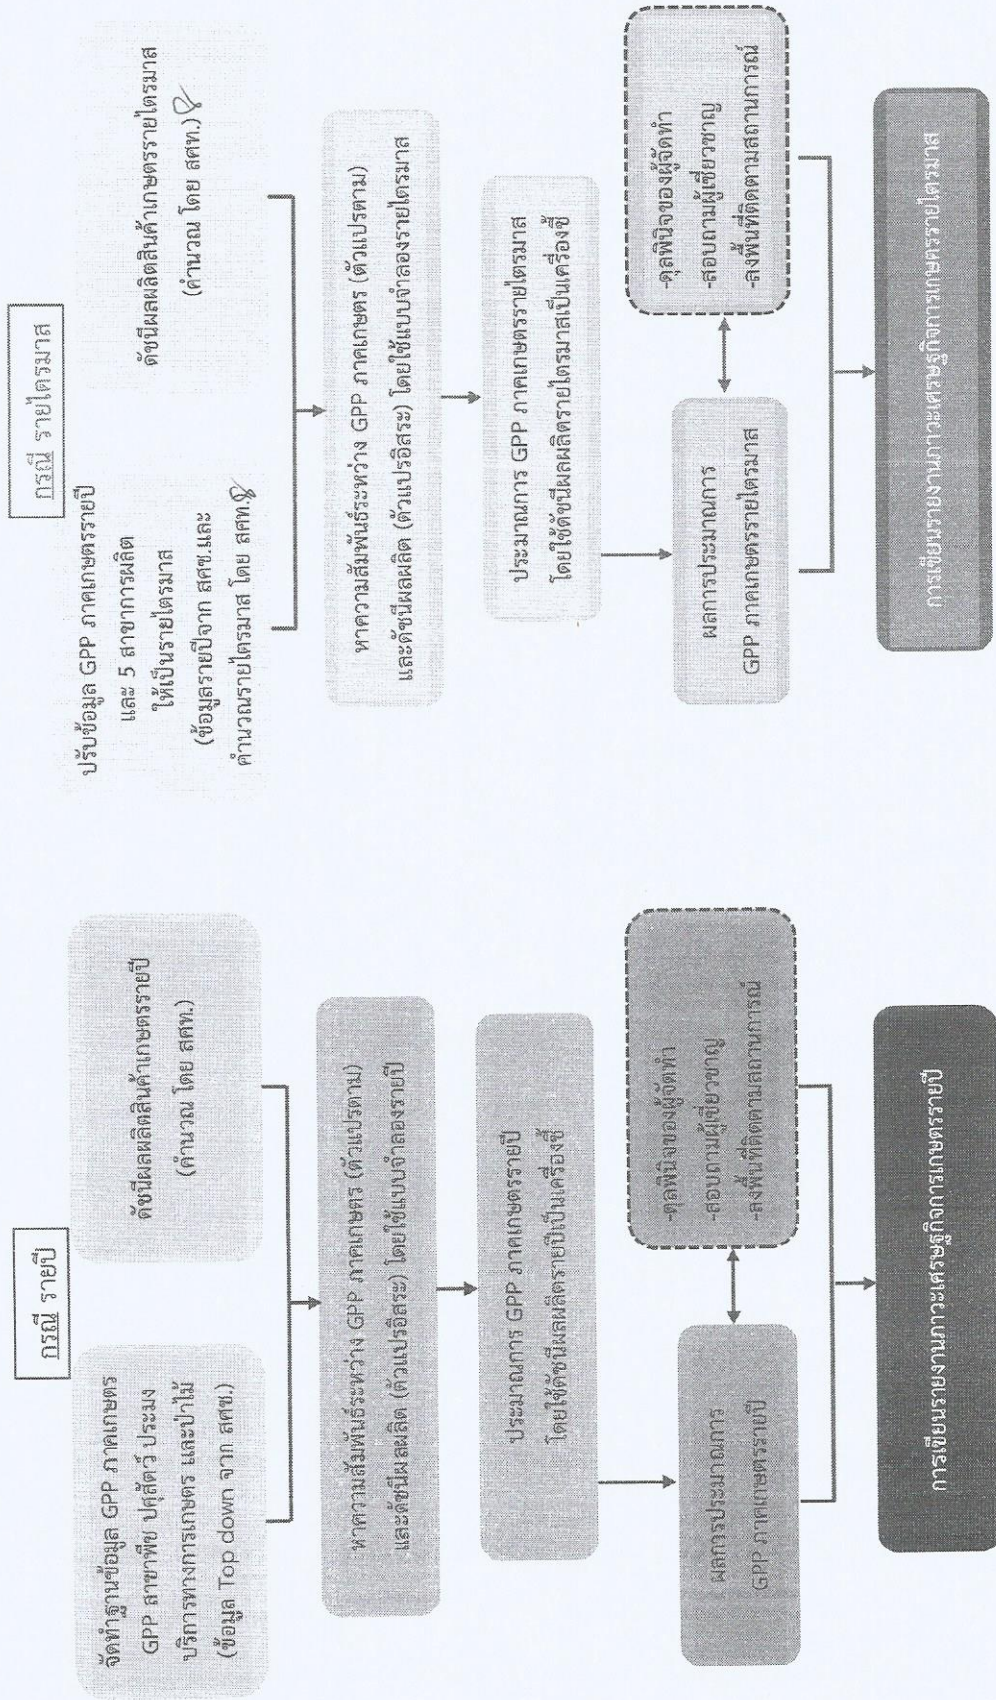 กรณี รายปี
จัดทำฐานข้อมูล GPP ภาคเกษตร
GPP สาขาพืช ปศุสัตว์ ประมง
บริการทางการเกษตร และป่าไม้
(ข้อมูล Top down จาก สศช.)
ดัชนีผลผลิตสินค้าเกษตรรายปี
(คำนวณ โดย สศท.)
หาความสัมพันธ์ระหว่าง GPP ภาคเกษตร (ตัวแปรตาม)
และดัชนีผลผลิต (ตัวแปรอิสระ) โดยใช้แบบจำลองรายปี
ประมาณการ GPP ภาคเกษตรรายปี
โดยใช้ดัชนีผลผลิตรายปีเป็นเครื่องชี้
ผลการประมาณการ
GPP ภาคเกษตรรายปี
-ดุลพินิจของผู้จัดทำ
-สอบถามผู้เชี่ยวชาญ
-ลงพื้นที่ติดตามสถานการณ์
การเขียนรายงานภาวะเศรษฐกิจการเกษตรรายปี
กรณี รายไตรมาส
ปรับข้อมูล GPP ภาคเกษตรรายปี
และ 5 สาขาการผลิต
ให้เป็นรายไตรมาส
(ข้อมูลรายปีจาก สศช.และ
คำนวณรายไตรมาส โดย สศท.)
ดัชนีผลผลิตสินค้าเกษตรรายไตรมาส
(คำนวณ โดย สศท.)
หาความสัมพันธ์ระหว่าง GPP ภาคเกษตร (ตัวแปรตาม)
และดัชนีผลผลิต (ตัวแปรอิสระ) โดยใช้แบบจำลองรายไตรมาส
ประมาณการ GPP ภาคเกษตรรายไตรมาส
โดยใช้ดัชนีผลผลิตรายไตรมาสเป็นเครื่องชี้
ผลการประมาณการ
GPP ภาคเกษตรรายไตรมาส
-ดุลพินิจของผู้จัดทำ
-สอบถามผู้เชี่ยวชาญ
-ลงพื้นที่ติดตามสถานการณ์
การเขียนรายงานภาวะเศรษฐกิจการเกษตรรายไตรมาส